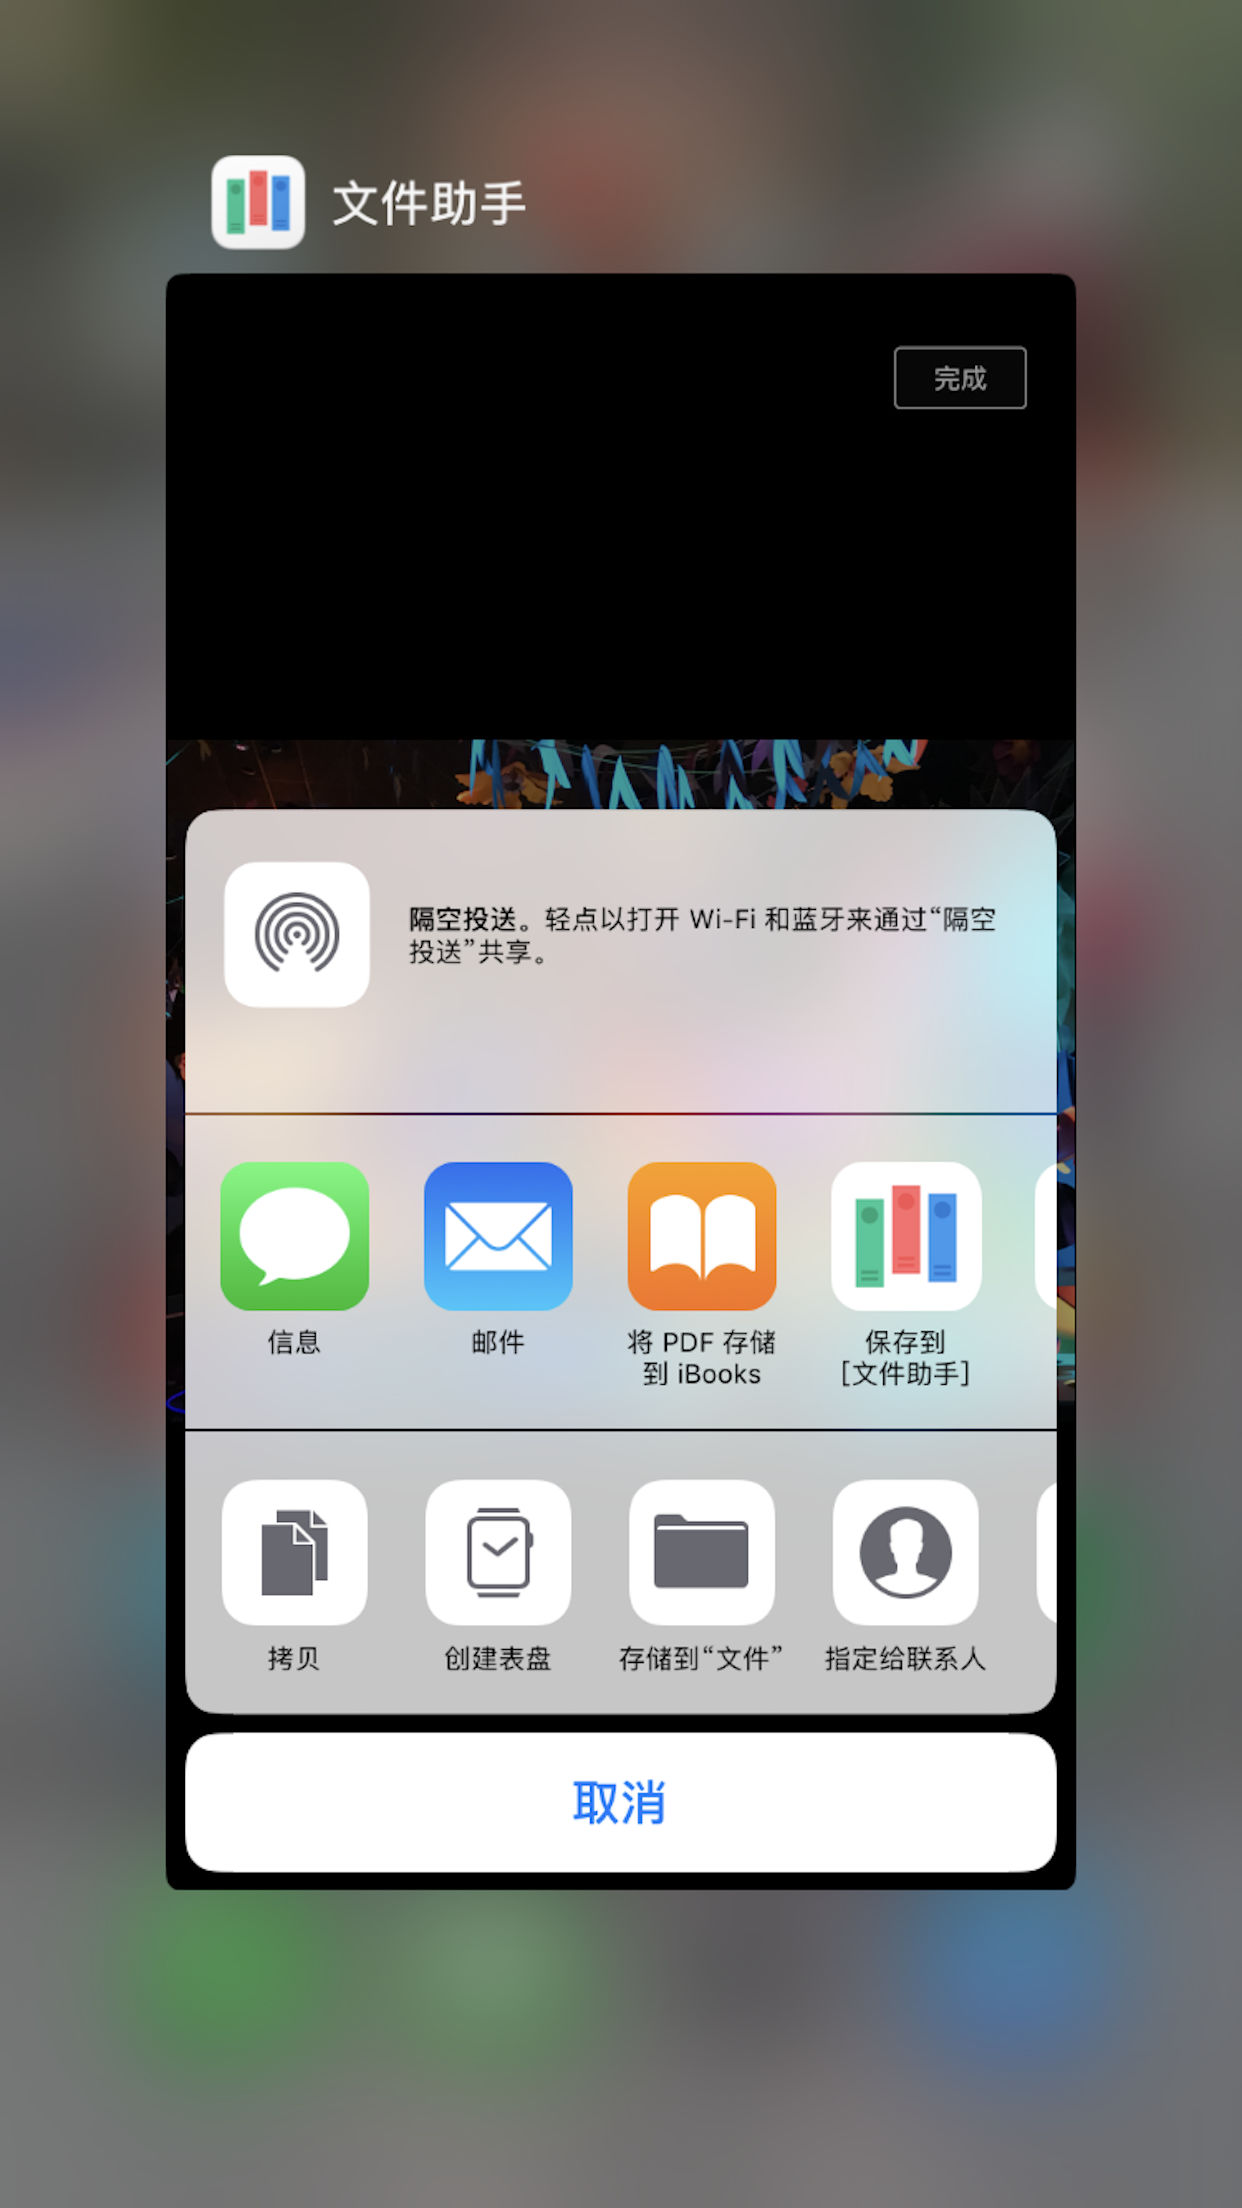 文件助手
完成
隔空投送。轻点以打开 Wi-Fi 和蓝牙来通过“隔空
投送”共享。
信息
邮件
将 PDF 存储
到 iBooks
保存到
[文件助手]
拷贝
创建表盘
存储到“文件”
指定给联系人
取消